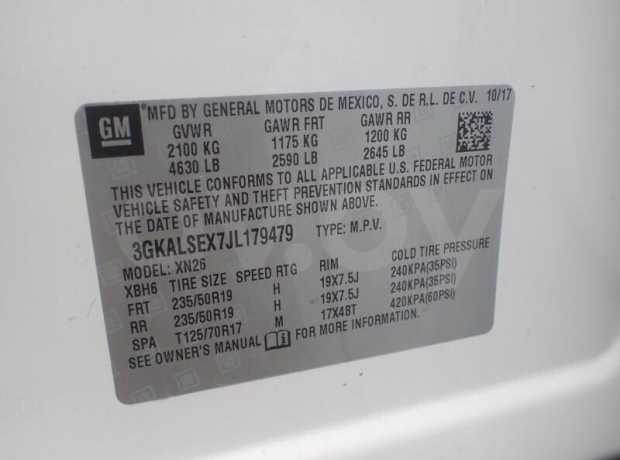 GM
MFD BY GENERAL MOTORS DE MEXICO, S. DE R.L. DE C.V. 10/17
GVWR GAWR FRT GAWR RR
2100 KG 1175 KG 1200 KG
4630 LB 2590 LB 2645 LB
THIS VEHICLE CONFORMS TO ALL APPLICABLE U.S. FEDERAL MOTOR
VEHICLE SAFETY AND THEFT PREVENTION STANDARDS IN EFFECT ON
THE DATE OF MANUFACTURE SHOWN ABOVE.
3GKALSEX7JL179479 TYPE: M.P.V.
MODEL: XN26
XBH6 TIRE SIZE SPEED RTG RIM COLD TIRE PRESSURE
FRT 235/50R19 H 19X7.5J 240KPA(35PSI)
RR 235/50R19 H 19X7.5J 240KPA(35PSI)
SPA T125/70R17 M 17X4BT 420KPA(60PSI)
SEE OWNER'S MANUAL FOR MORE INFORMATION.